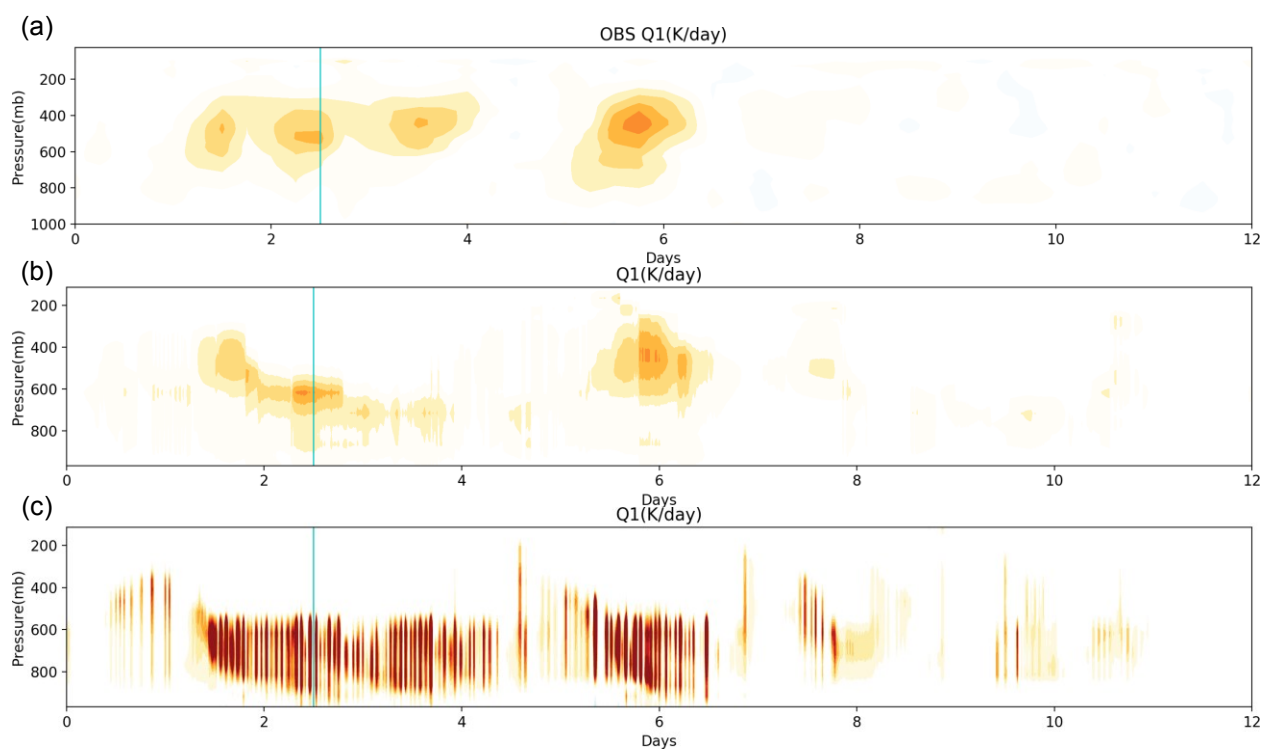 (a)
OBS Q1(K/day)
Pressure(mb)
200
400
600
800
1000
0 2 4 6 8 10 12
Days
(b)
Q1(K/day)
Pressure(mb)
200
400
600
800
0 2 4 6 8 10 12
Days
(c)
Q1(K/day)
Pressure(mb)
200
400
600
800
0 2 4 6 8 10 12
Days